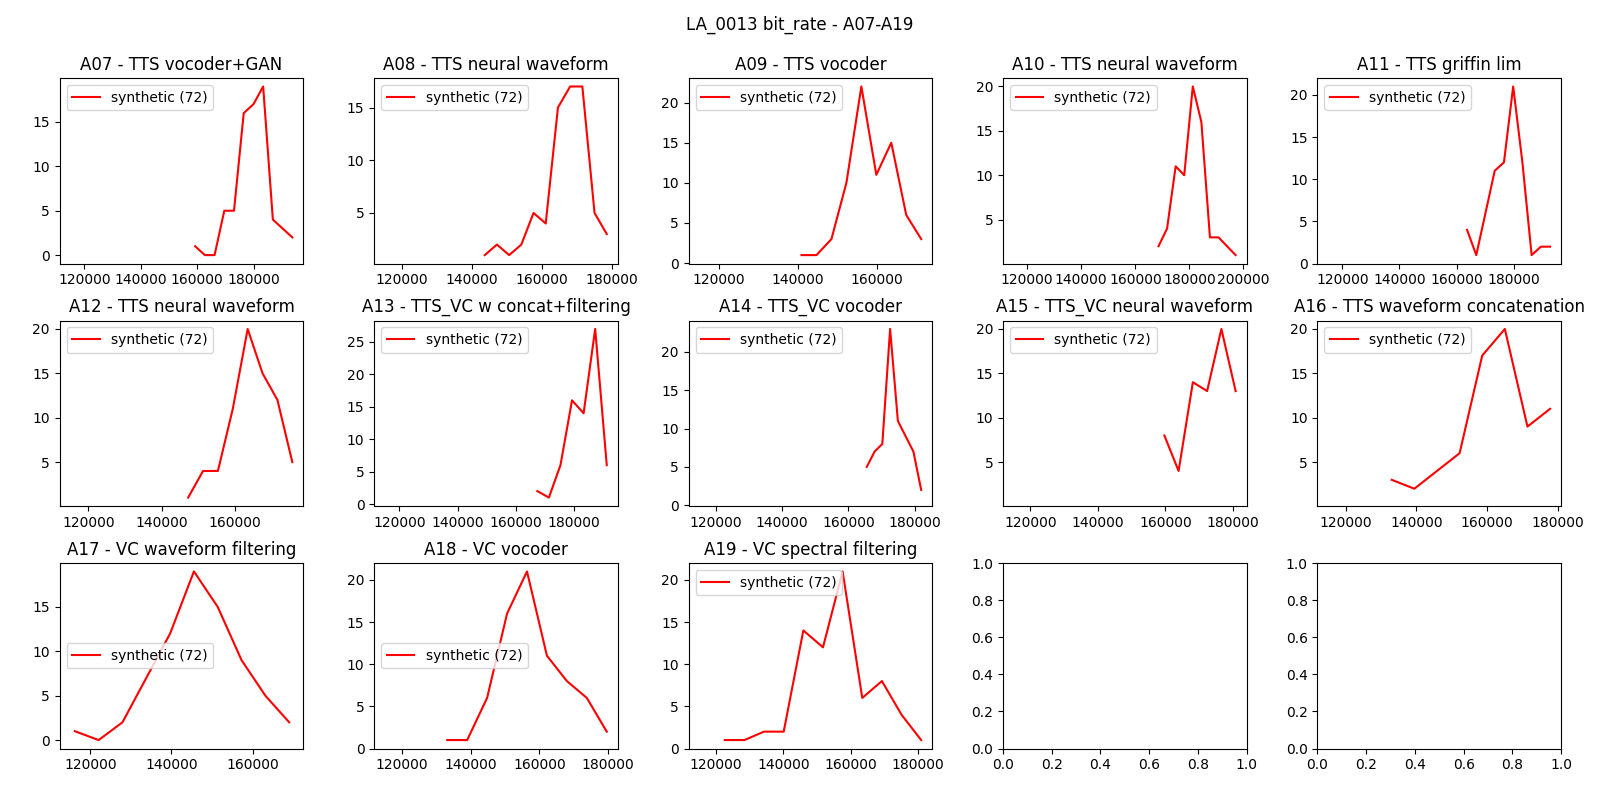 LA_0013 bit_rate - A07-A19
A07 - TTS vocoder+GAN
synthetic (72)
15
10
5
0
120000 140000 160000 180000
A08 - TTS neural waveform
synthetic (72)
15
10
5
120000 140000 160000 180000
A09 - TTS vocoder
synthetic (72)
20
15
10
5
0
120000 140000 160000
A10 - TTS neural waveform
synthetic (72)
20
15
10
5
120000 140000 160000 180000 200000
A11 - TTS griffin lim
synthetic (72)
20
15
10
5
0
120000 140000 160000 180000
A12 - TTS neural waveform
synthetic (72)
20
15
10
5
120000 140000 160000
A13 - TTS_VC w concat+filtering
synthetic (72)
25
20
15
10
5
0
120000 140000 160000 180000
A14 - TTS_VC vocoder
synthetic (72)
20
15
10
5
0
120000 140000 160000 180000
A15 - TTS_VC neural waveform
synthetic (72)
20
15
10
5
120000 140000 160000 180000
A16 - TTS waveform concatenation
synthetic (72)
20
15
10
5
120000 140000 160000 180000
A17 - VC waveform filtering
synthetic (72)
15
10
5
0
120000 140000 160000
A18 - VC vocoder
synthetic (72)
20
15
10
5
0
120000 140000 160000 180000
A19 - VC spectral filtering
synthetic (72)
20
15
10
5
0
120000 140000 160000 180000
1.0
0.8
0.6
0.4
0.2
0.0
0.0 0.2 0.4 0.6 0.8 1.0
1.0
0.8
0.6
0.4
0.2
0.0
0.0 0.2 0.4 0.6 0.8 1.0